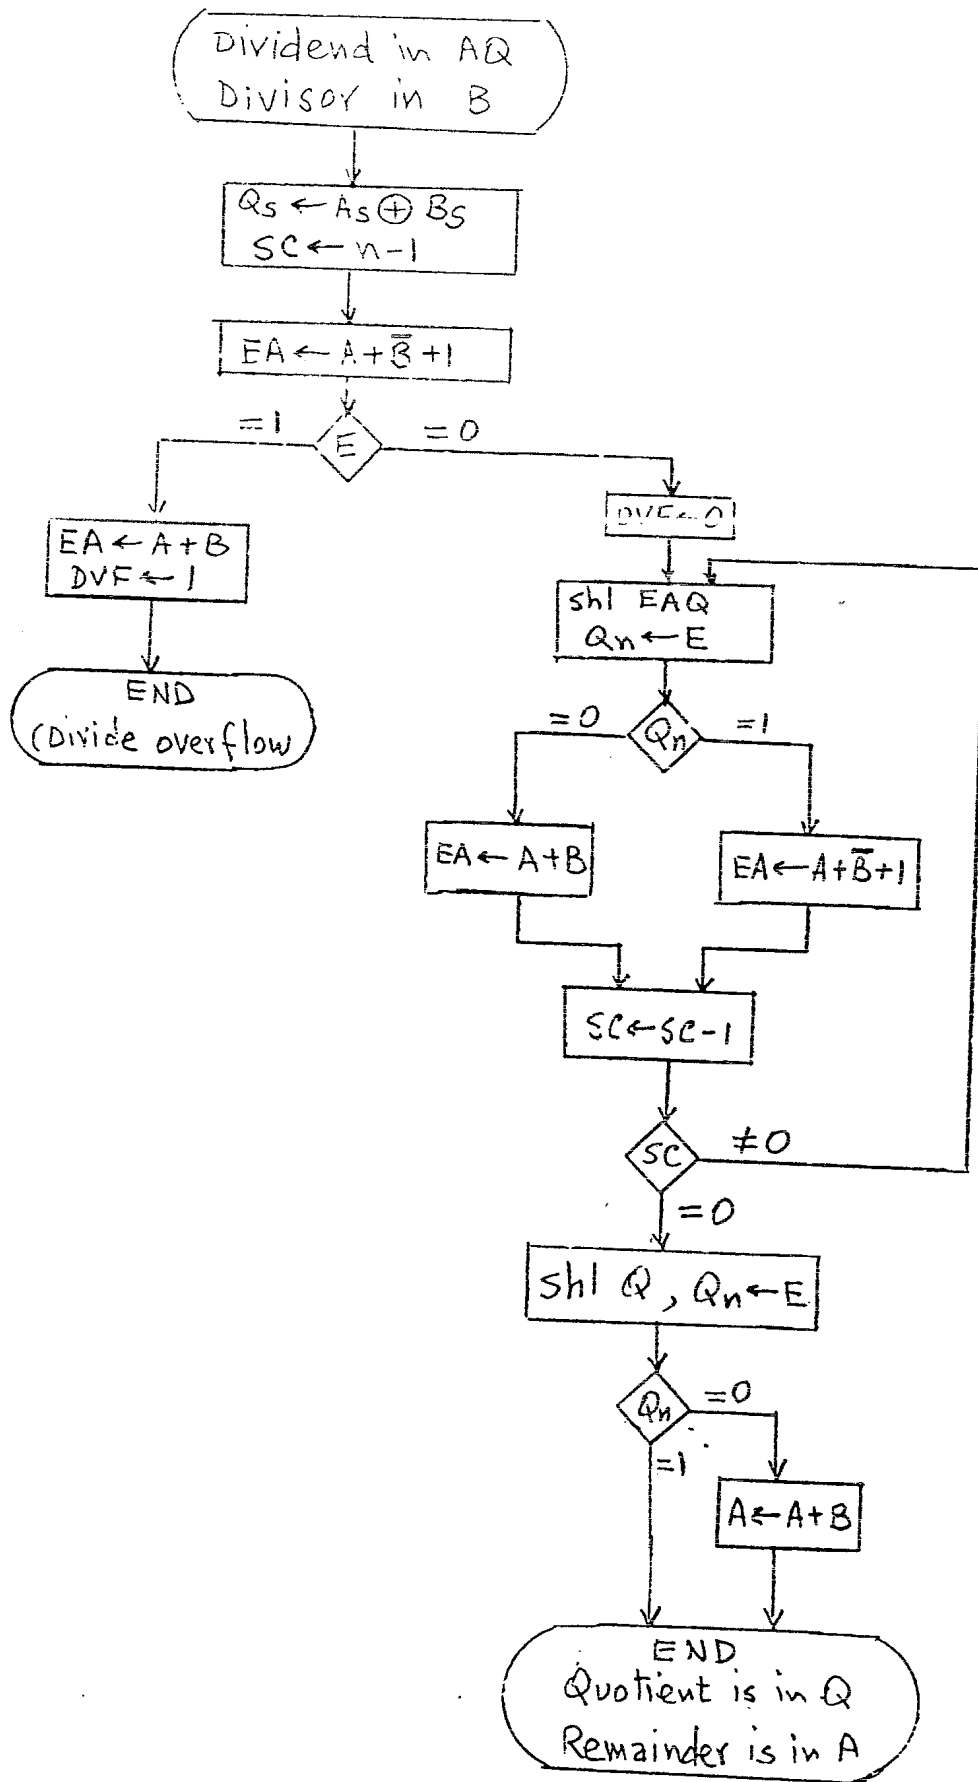 Dividend in AQ
Divisor in B
Qs ← As ⊕ Bs
SC ← n-1
EA ← A + B̅ + 1
E
=1
=0
EA ← A + B
DVF ← 1
END
(Divide overflow
DVF ← 0
shl EAQ
Qn ← E
Qn
=0
=1
EA ← A + B
EA ← A + B̅ + 1
SC ← SC - 1
SC
≠0
=0
shl Q, Qn ← E
Qn
=0
=1
A ← A + B
END
Quotient is in Q
Remainder is in A